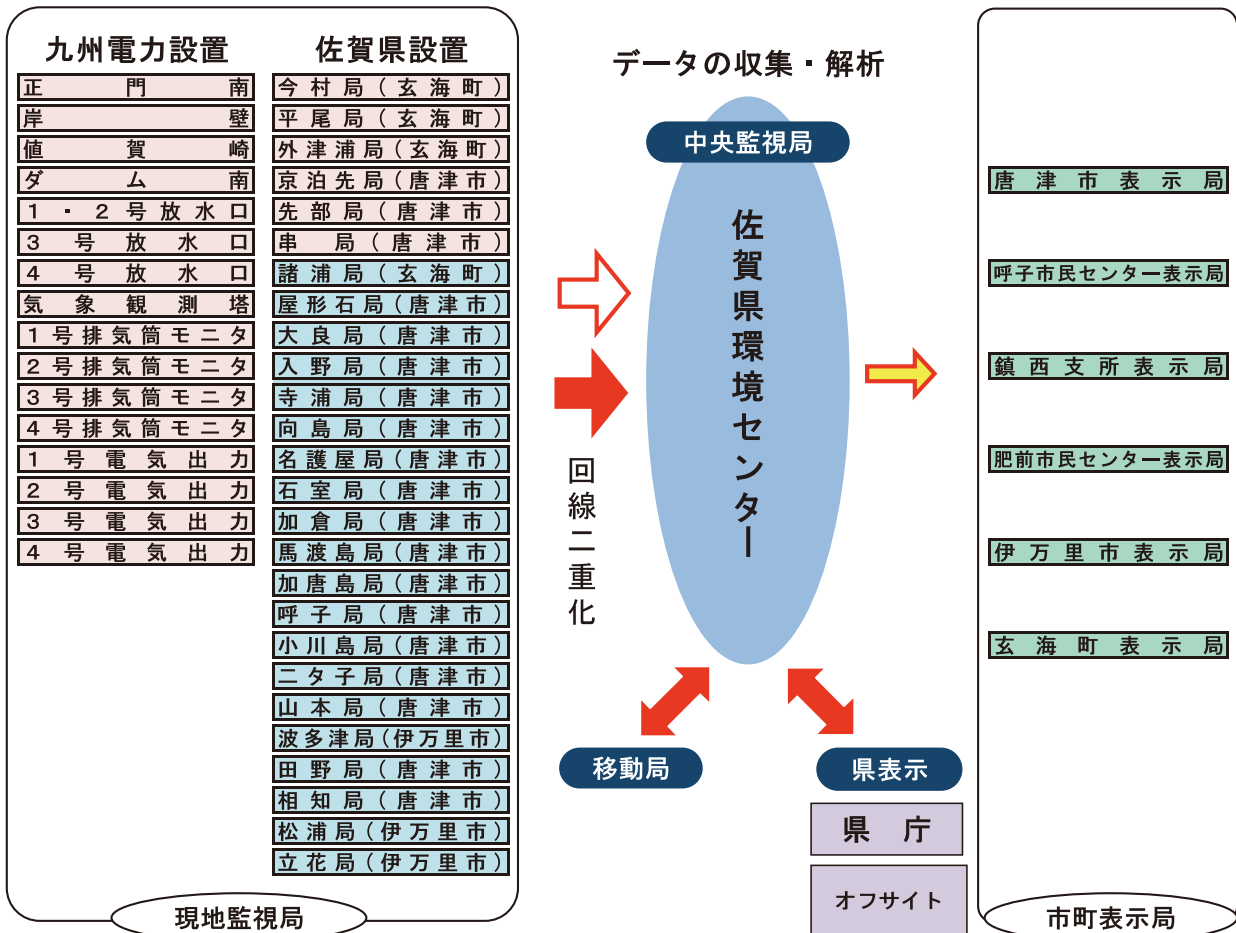 九州電力設置
正門南
岸壁
値賀崎
ダム南
1・2号放水口
3号放水口
4号放水口
気象観測塔
1号排気筒モニタ
2号排気筒モニタ
3号排気筒モニタ
4号排気筒モニタ
1号電気出力
2号電気出力
3号電気出力
4号電気出力
佐賀県設置
今村局(玄海町)
平尾局(玄海町)
外津浦局(玄海町)
京泊先局(唐津市)
先部局(唐津市)
串局(唐津市)
諸浦局(玄海町)
屋形石局(唐津市)
大良局(唐津市)
入野局(唐津市)
寺浦局(唐津市)
向島局(唐津市)
名護屋局(唐津市)
石室局(唐津市)
加倉局(唐津市)
馬渡島局(唐津市)
加唐島局(唐津市)
呼子局(唐津市)
小川島局(唐津市)
二タ子局(唐津市)
山本局(唐津市)
波多津局(伊万里市)
田野局(唐津市)
相知局(唐津市)
松浦局(伊万里市)
立花局(伊万里市)
現地監視局
回線二重化
データの収集・解析
中央監視局
佐賀県環境センター
移動局
県表示
県庁
オフサイト
唐津市表示局
呼子市民センター表示局
鎮西支所表示局
肥前市民センター表示局
伊万里市表示局
玄海町表示局
市町表示局